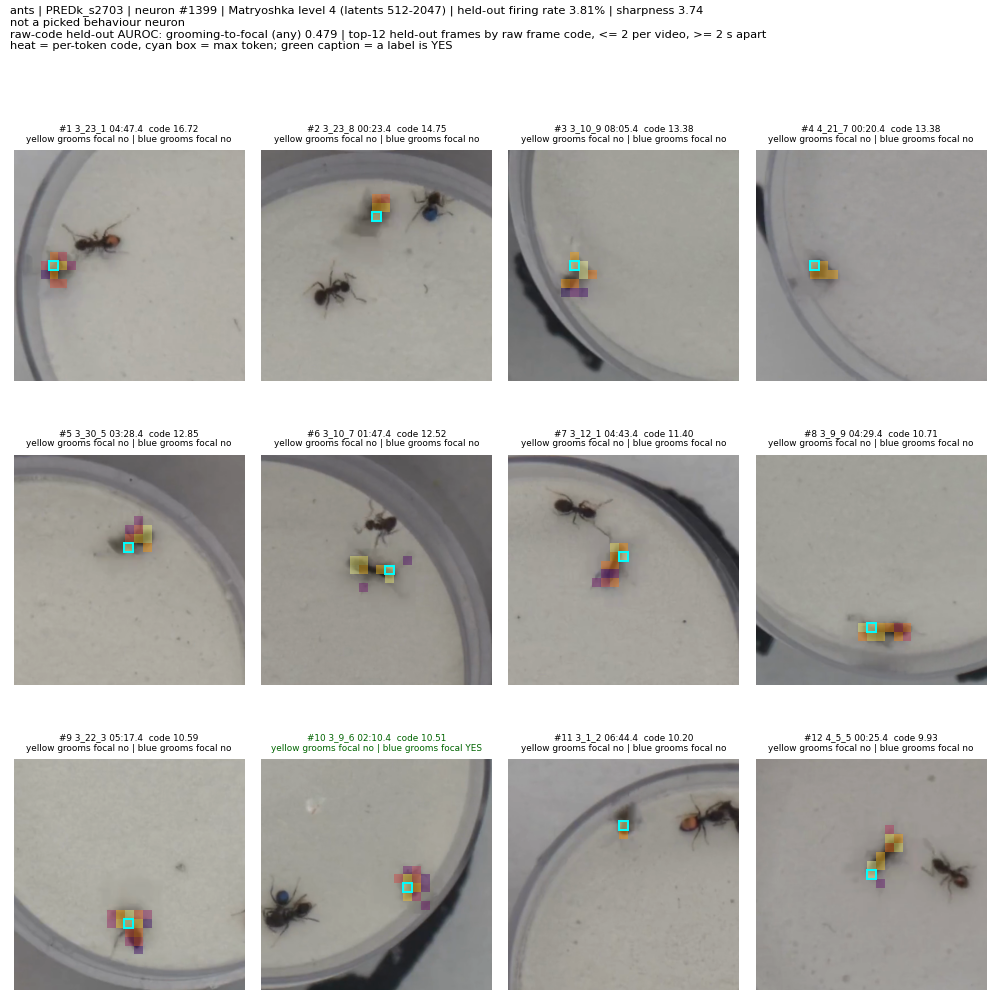 ants | PREDk_s2703 | neuron #1399 | Matryoshka level 4 (latents 512-2047) | held-out firing rate 3.81% | sharpness 3.74
not a picked behaviour neuron
raw-code held-out AUROC: grooming-to-focal (any) 0.479 | top-12 held-out frames by raw frame code, <= 2 per video, >= 2 s apart
heat = per-token code, cyan box = max token; green caption = a label is YES
#1 3_23_1 04:47.4 code 16.72
yellow grooms focal no | blue grooms focal no
#2 3_23_8 00:23.4 code 14.75
yellow grooms focal no | blue grooms focal no
#3 3_10_9 08:05.4 code 13.38
yellow grooms focal no | blue grooms focal no
#4 4_21_7 00:20.4 code 13.38
yellow grooms focal no | blue grooms focal no
#5 3_30_5 03:28.4 code 12.85
yellow grooms focal no | blue grooms focal no
#6 3_10_7 01:47.4 code 12.52
yellow grooms focal no | blue grooms focal no
#7 3_12_1 04:43.4 code 11.40
yellow grooms focal no | blue grooms focal no
#8 3_9_9 04:29.4 code 10.71
yellow grooms focal no | blue grooms focal no
#9 3_22_3 05:17.4 code 10.59
yellow grooms focal no | blue grooms focal no
#10 3_9_6 02:10.4 code 10.51
yellow grooms focal no | blue grooms focal YES
#11 3_1_2 06:44.4 code 10.20
yellow grooms focal no | blue grooms focal no
#12 4_5_5 00:25.4 code 9.93
yellow grooms focal no | blue grooms focal no